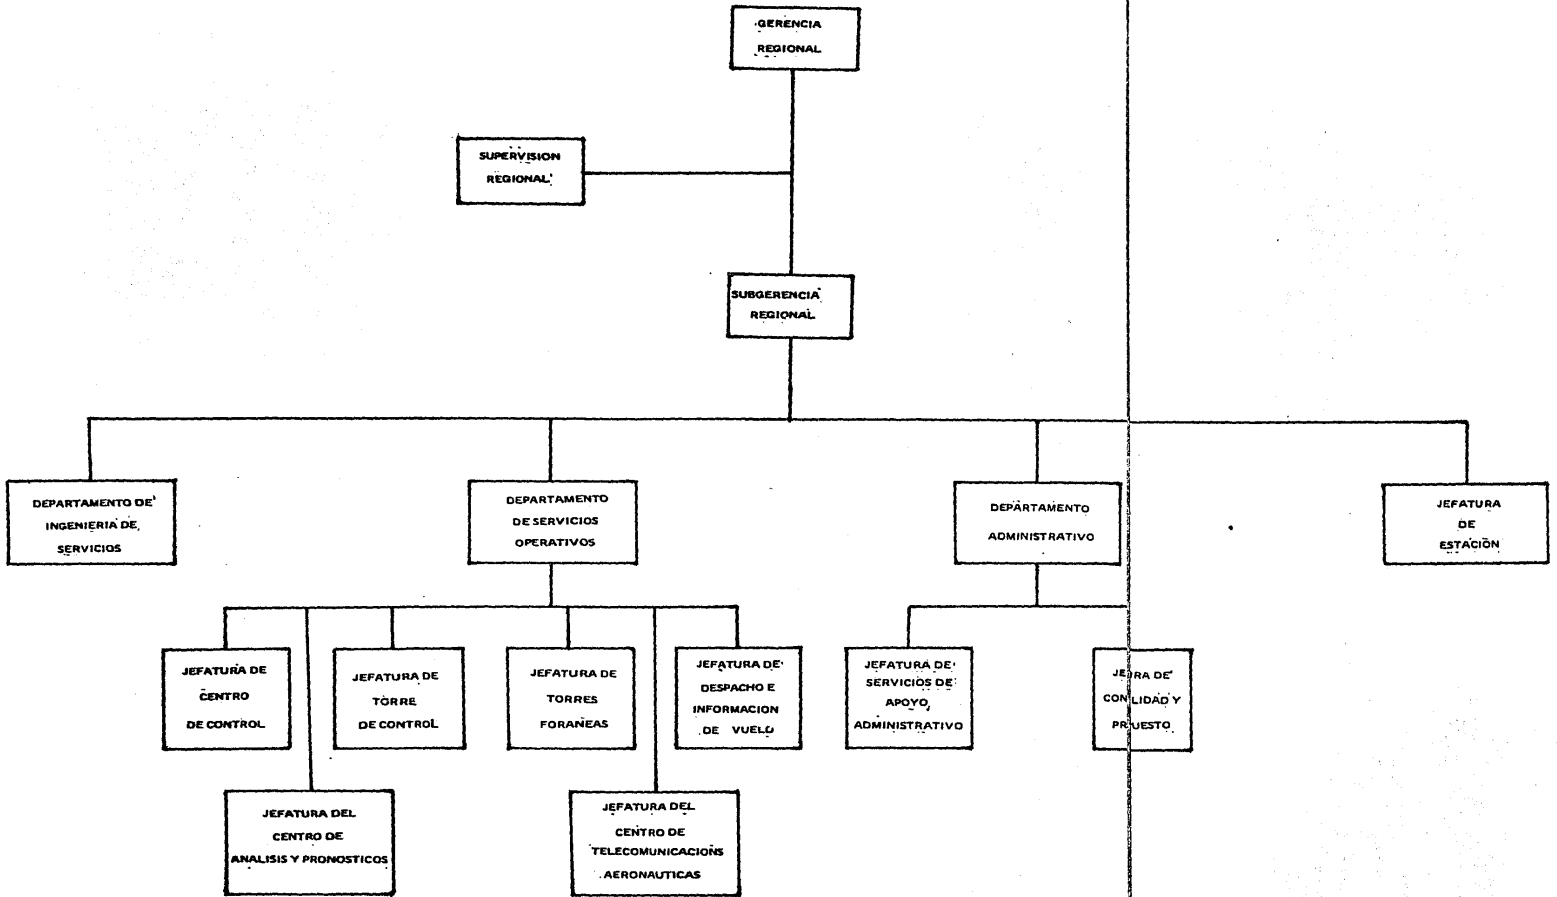 GERENCIA
REGIONAL
SUPERVISION
REGIONAL
SUBGERENCIA
REGIONAL
DEPARTAMENTO DE
INGENIERIA DE
SERVICIOS
DEPARTAMENTO
DE SERVICIOS
OPERATIVOS
DEPARTAMENTO
ADMINISTRATIVO
JEFATURA
DE
ESTACION
JEFATURA DE
CENTRO
DE CONTROL
JEFATURA DE
TORRE
DE CONTROL
JEFATURA DE
TORRES
FORANEAS
JEFATURA DE
DESPACHO E
INFORMACION
DE VUELO
JEFATURA DE
SERVICIOS DE
APOYO
ADMINISTRATIVO
DE
Y
JEFATURA DEL
CENTRO DE
ANALISIS Y PRONOSTICOS
JEFATURA DEL
CENTRO DE
TELECOMUNICACIONS
AERONAUTICAS